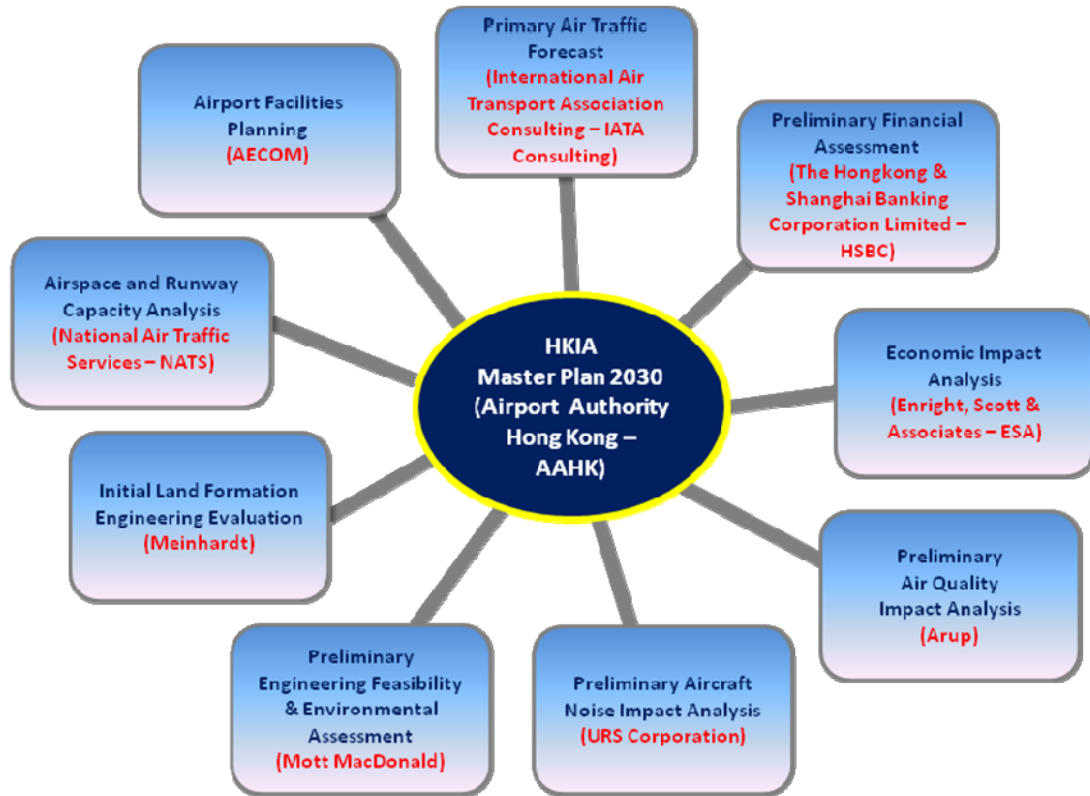 Primary Air Traffic
Forecast
(International Air
Transport Association
Consulting – IATA
Consulting)
Preliminary Financial
Assessment
(The Hongkong &
Shanghai Banking
Corporation Limited –
HSBC)
Economic Impact
Analysis
(Enright, Scott &
Associates – ESA)
Preliminary
Air Quality
Impact Analysis
(Arup)
Preliminary Aircraft
Noise Impact Analysis
(URS Corporation)
Preliminary
Engineering Feasibility
& Environmental
Assessment
(Mott MacDonald)
Initial Land Formation
Engineering Evaluation
(Meinhardt)
Airspace and Runway
Capacity Analysis
(National Air Traffic
Services – NATS)
Airport Facilities
Planning
(AECOM)
HKIA
Master Plan 2030
(Airport Authority
Hong Kong –
AAHK)